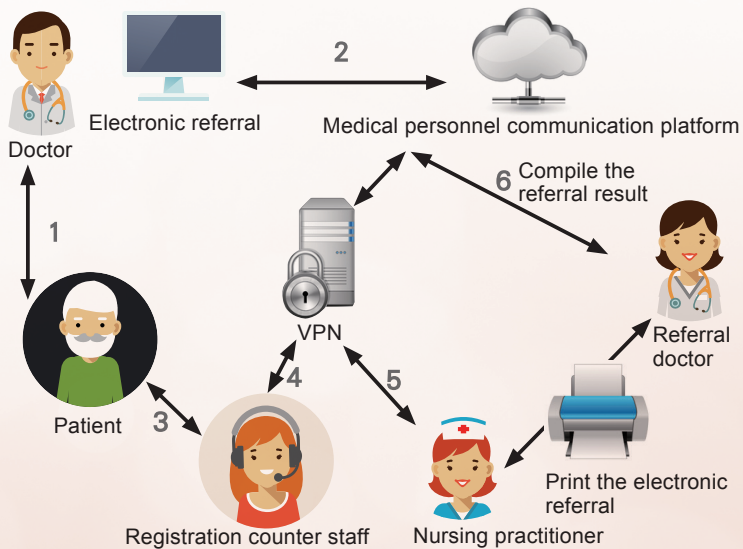 2
Electronic referral
Medical personnel communication platform
Doctor
6 Compile the
referral result
1
VPN
Referral
doctor
4
5
Patient
3
Print the electronic
referral
Registration counter staff
Nursing practitioner